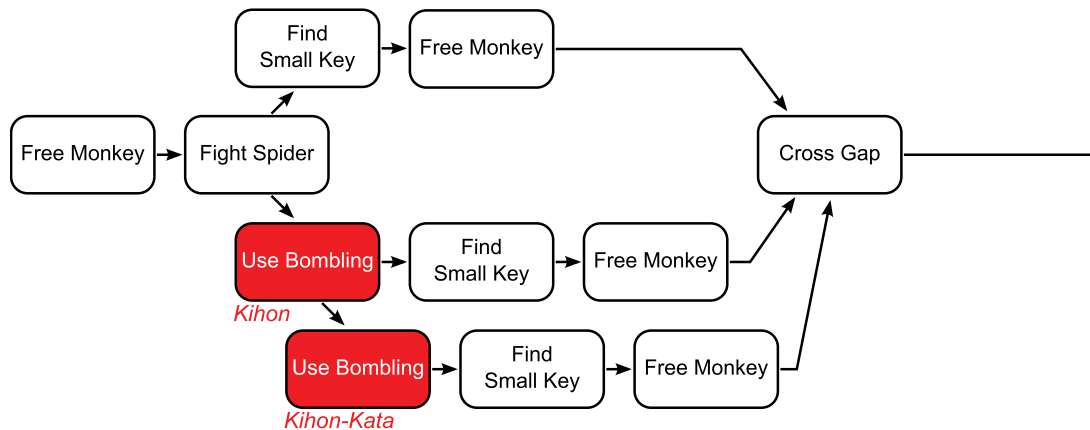 Find
Small Key
Free Monkey
Free Monkey
Fight Spider
Cross Gap
Use Bombling
Kihon
Find
Small Key
Free Monkey
Use Bombling
Kihon-Kata
Find
Small Key
Free Monkey